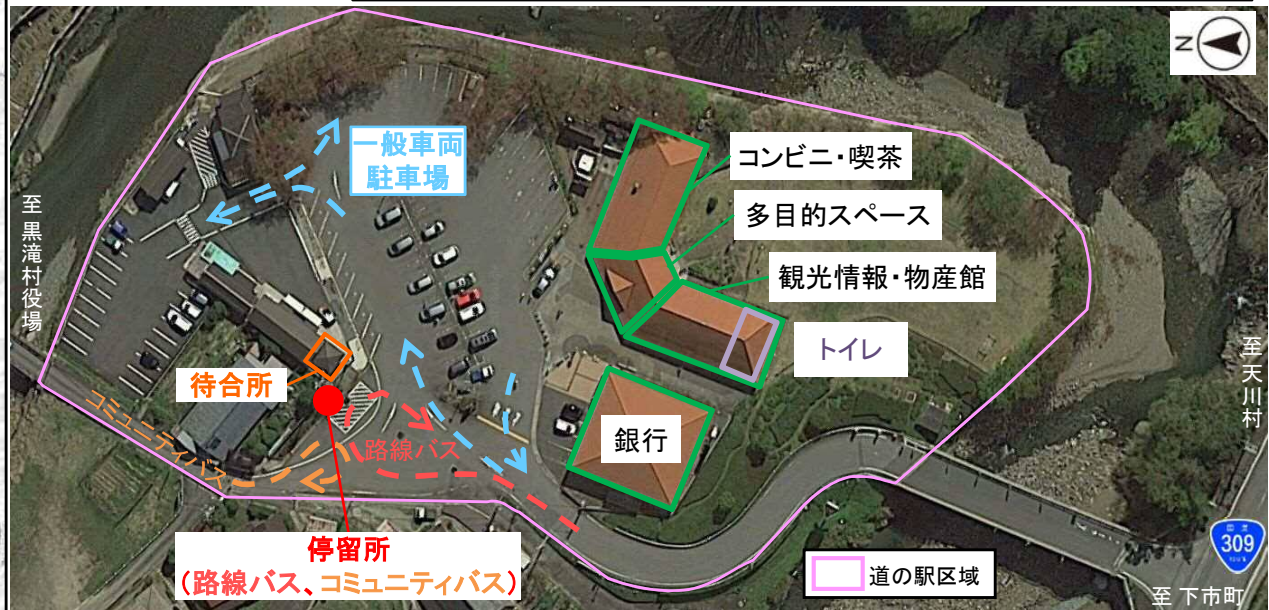 N
一般車両
駐車場
コンビニ・喫茶
多目的スペース
観光情報・物産館
トイレ
至 黒滝村役場
待合所
コミュニティバス
路線バス
銀行
停留所
(路線バス、コミュニティバス)
道の駅区域
至 天川村
309
至 下市町